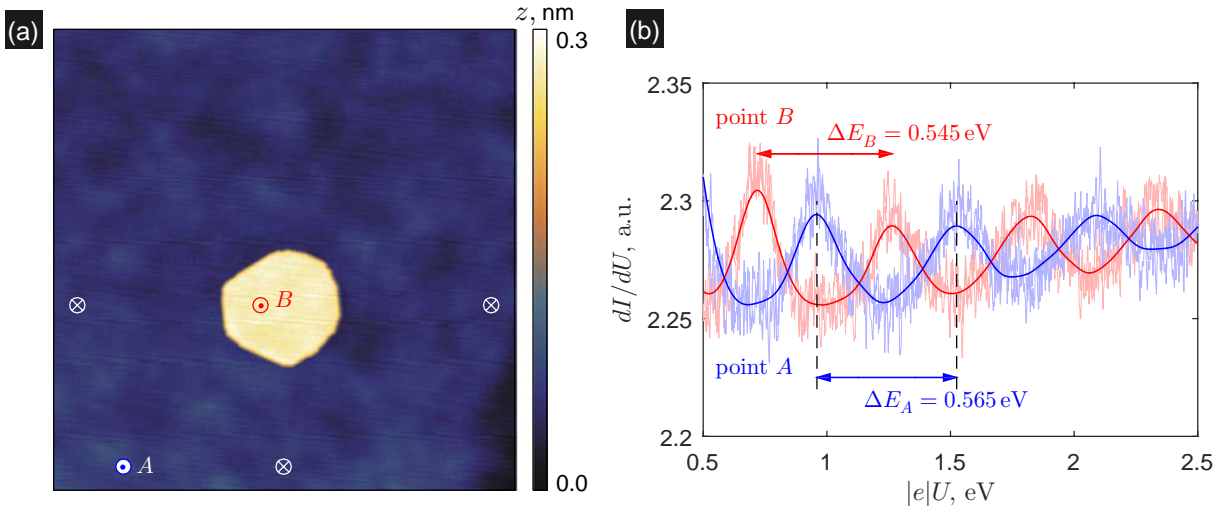 (a)
z, nm
0.3
0.0
B
A
(b)
2.35
2.3
2.25
2.2
dI/dU, a.u.
point B
ΔE_B = 0.545 eV
point A
ΔE_A = 0.565 eV
0.5 1 1.5 2 2.5
|e|U, eV